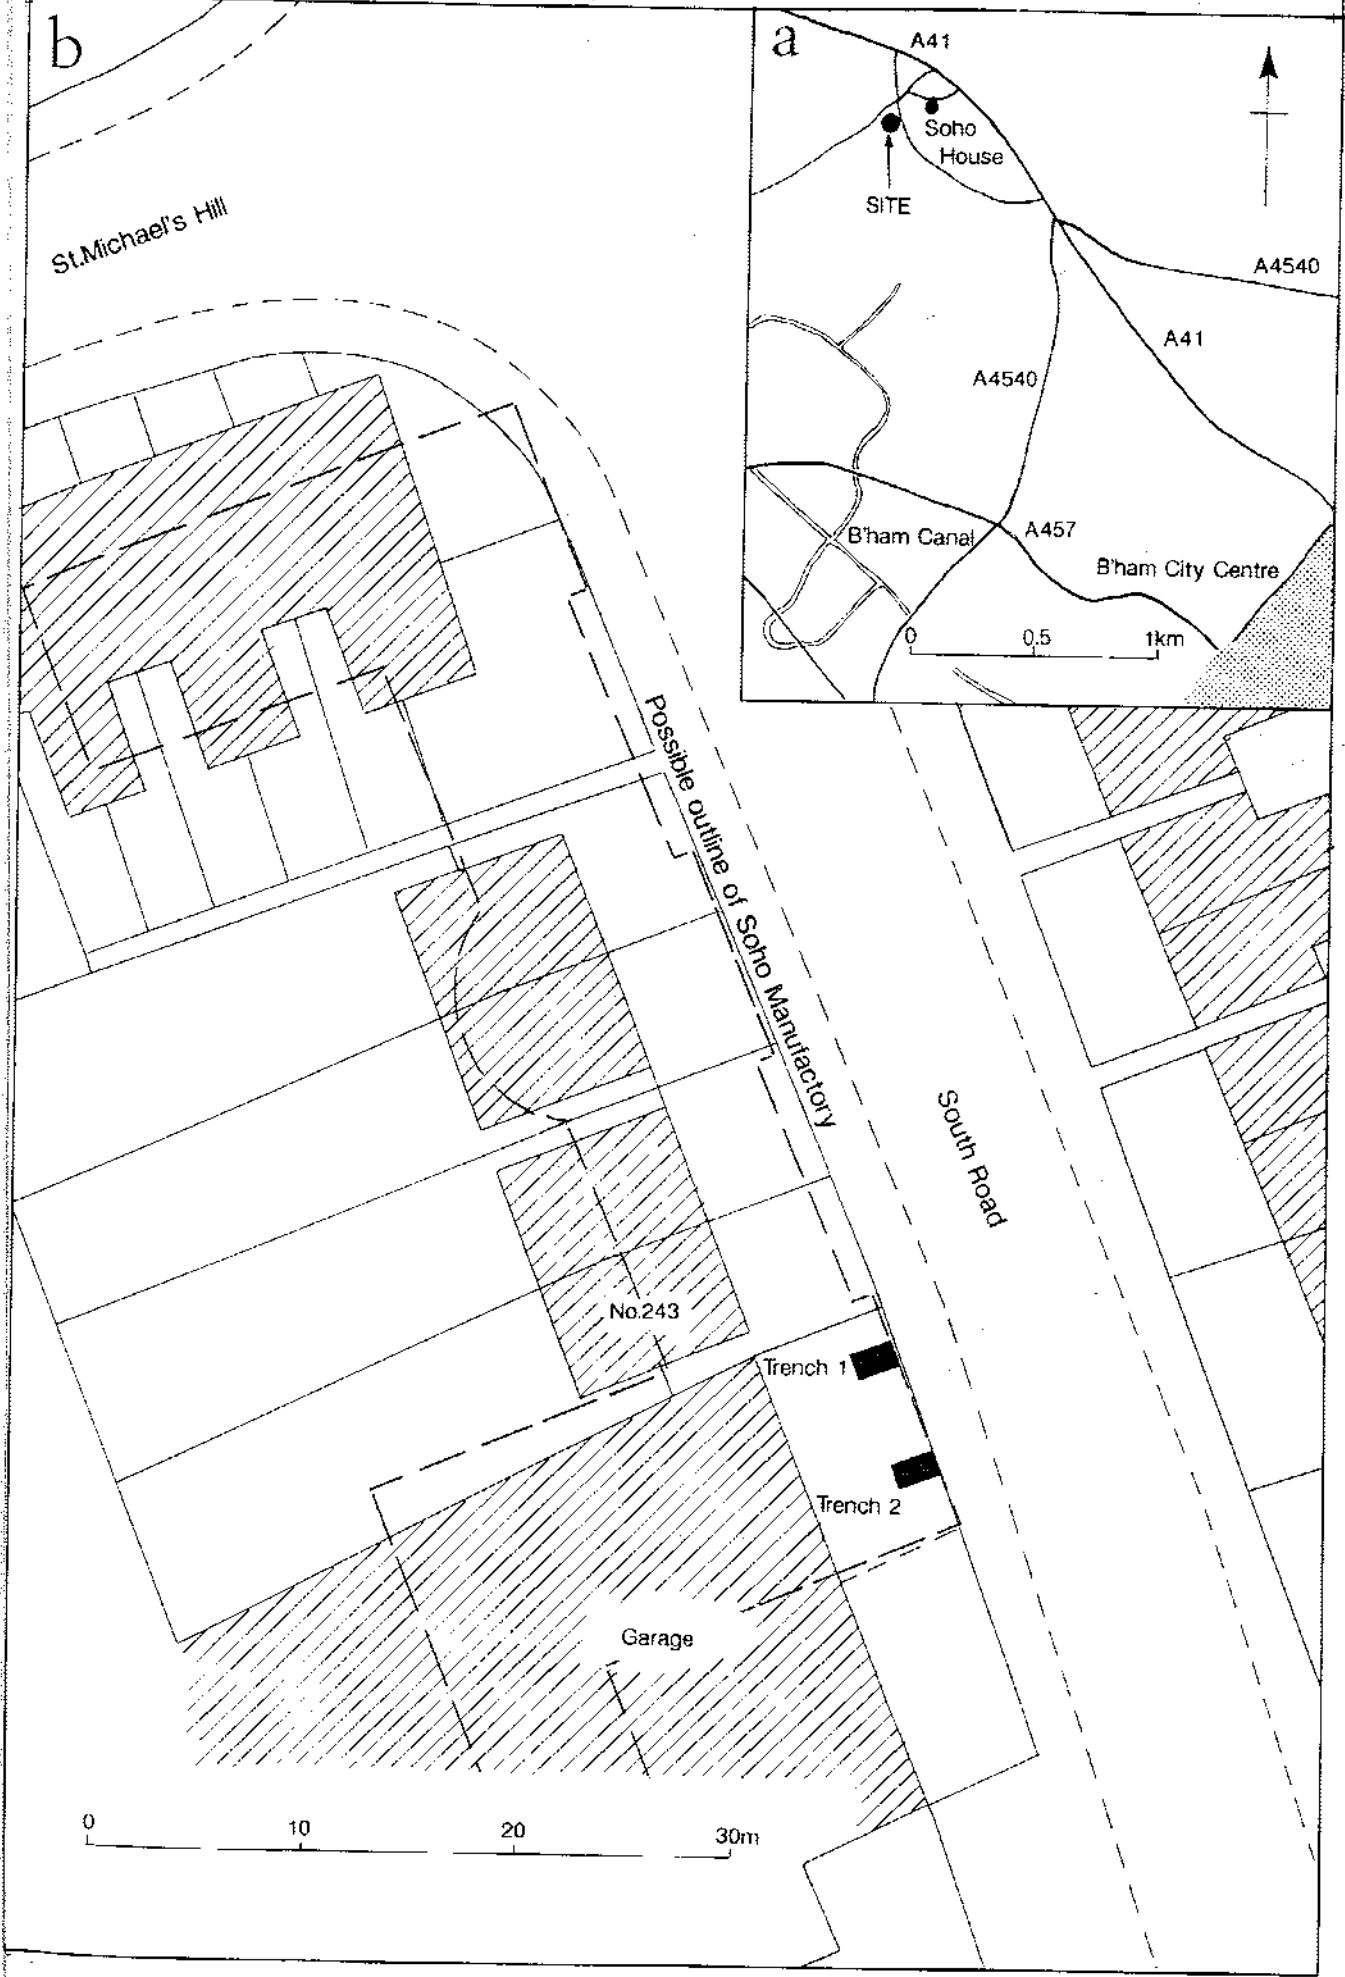 b
a
A41
Soho
House
SITE
St.Michael's Hill
A4540
A41
A4540
B'ham Canal
A457
B'ham City Centre
0 0.5 1km
Possible outline of Soho Manufactory
South Road
No.243
Trench 1
Trench 2
Garage
0 10 20 30m